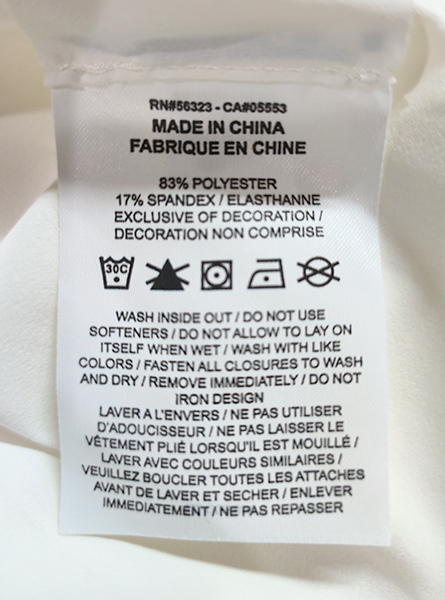 RN#56323 - CA#05553
MADE IN CHINA
FABRIQUE EN CHINE
83% POLYESTER
17% SPANDEX / ELASTHANNE
EXCLUSIVE OF DECORATION /
DECORATION NON COMPRISE
30C
WASH INSIDE OUT / DO NOT USE
SOFTENERS / DO NOT ALLOW TO LAY ON
ITSELF WHEN WET / WASH WITH LIKE
COLORS / FASTEN ALL CLOSURES TO WASH
AND DRY / REMOVE IMMEDIATELY / DO NOT
IRON DESIGN
LAVER A L'ENVERS / NE PAS UTILISER
D'ADOUCISSEUR / NE PAS LAISSER LE
VÊTEMENT PLIÉ LORSQU'IL EST MOUILLÉ /
LAVER AVEC COULEURS SIMILAIRES /
VEUILLEZ BOUCLER TOUTES LES ATTACHES
AVANT DE LAVER ET SECHER / ENLEVER
IMMEDIATEMENT / NE PAS REPASSER